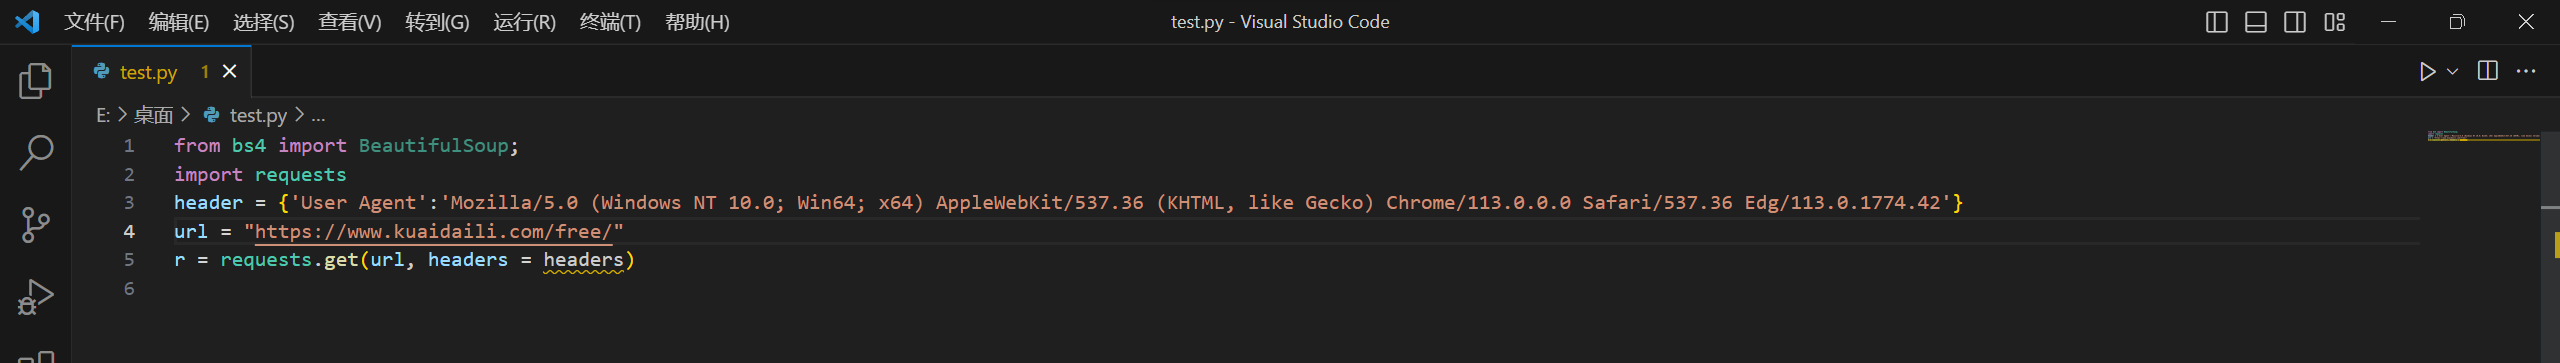 文件(F) 编辑(E) 选择(S) 查看(V) 转到(G) 运行(R) 终端(T) 帮助(H) test.py - Visual Studio Code
test.py 1
E: > 桌面 > test.py > ...
1 from bs4 import BeautifulSoup;
2 import requests
3 header = {'User Agent':'Mozilla/5.0 (Windows NT 10.0; Win64; x64) AppleWebKit/537.36 (KHTML, like Gecko) Chrome/113.0.0.0 Safari/537.36 Edg/113.0.1774.42'}
4 url = "https://www.kuaidaili.com/free/"
5 r = requests.get(url, headers = headers)
6